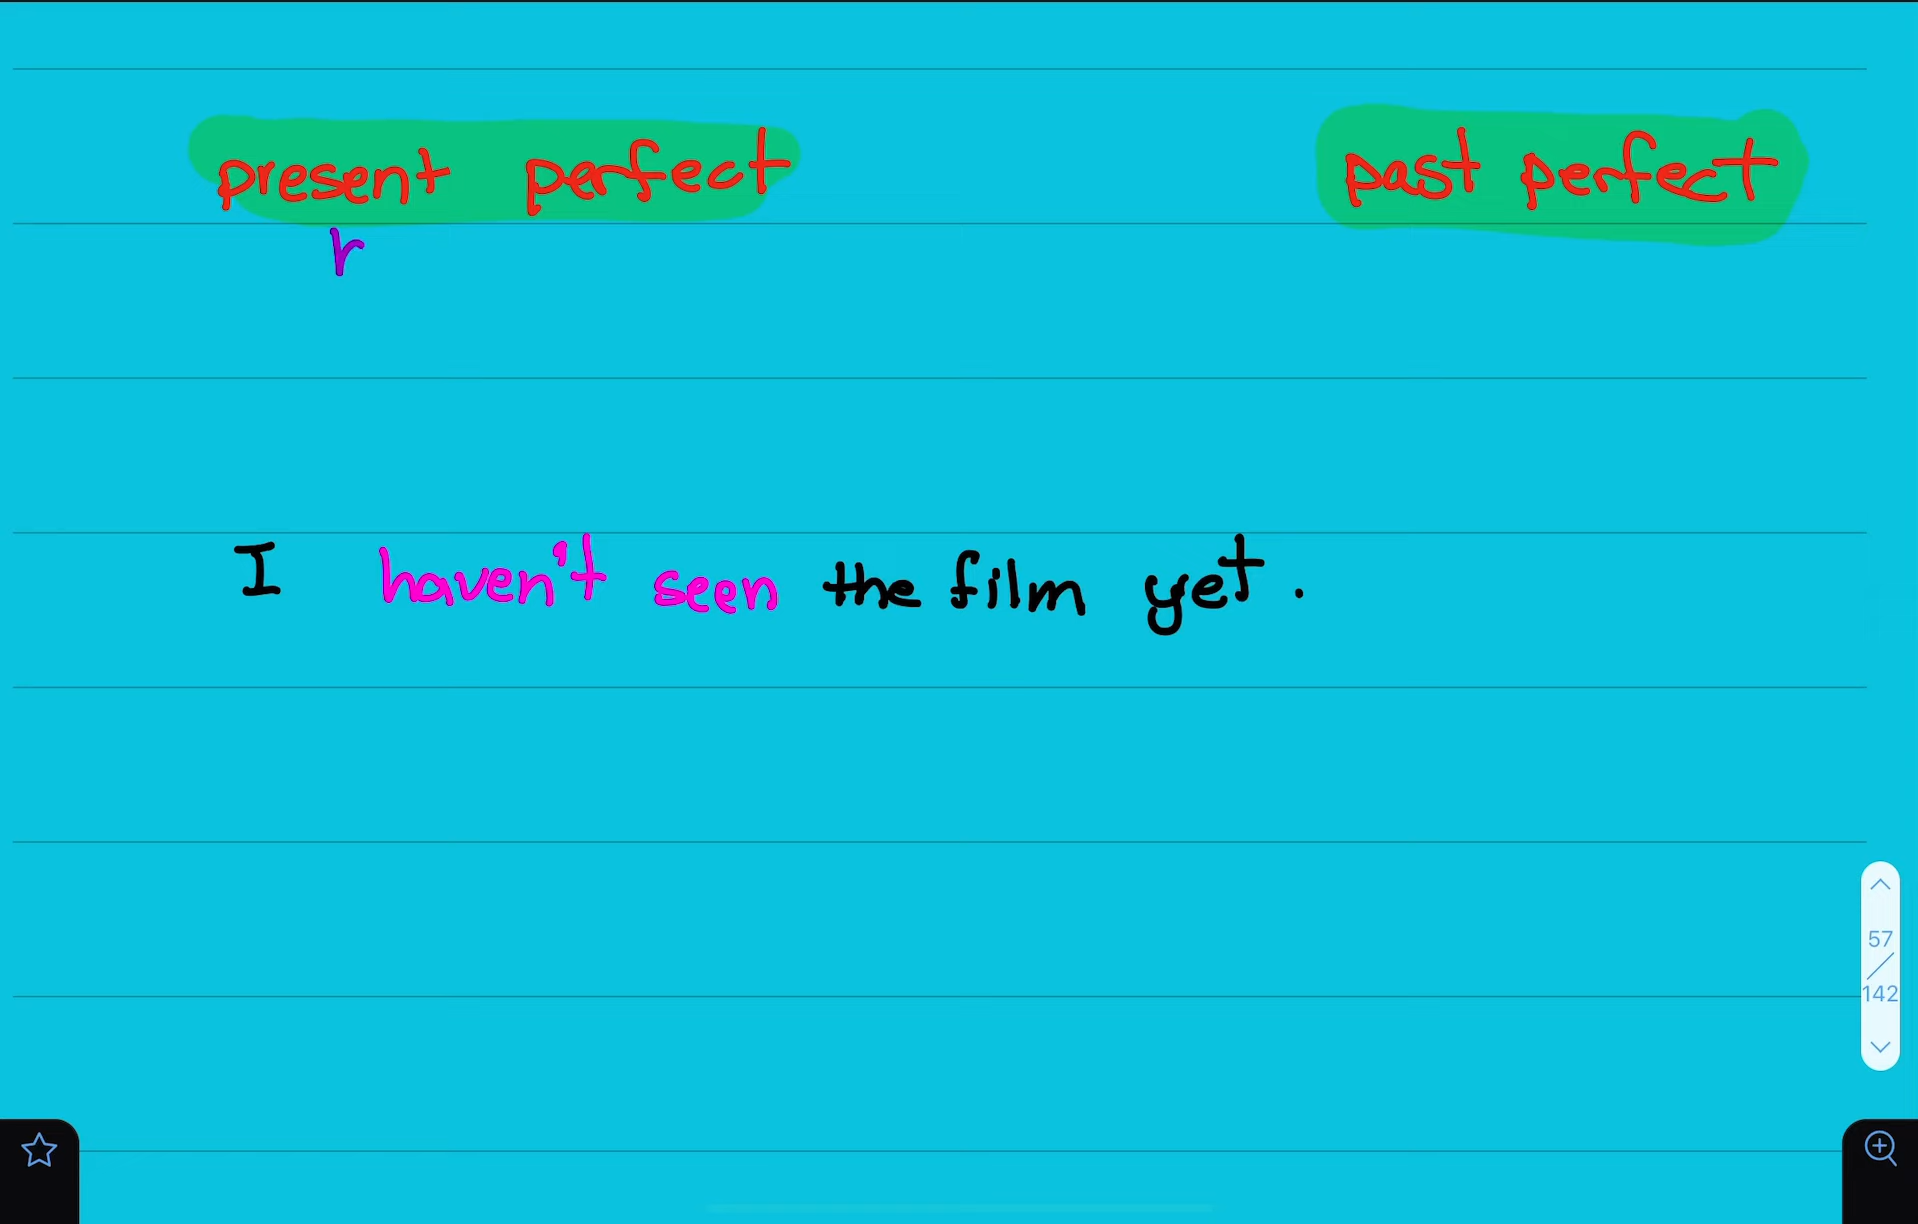 present perfect past perfect
r
I haven't seen the film yet.
57
142